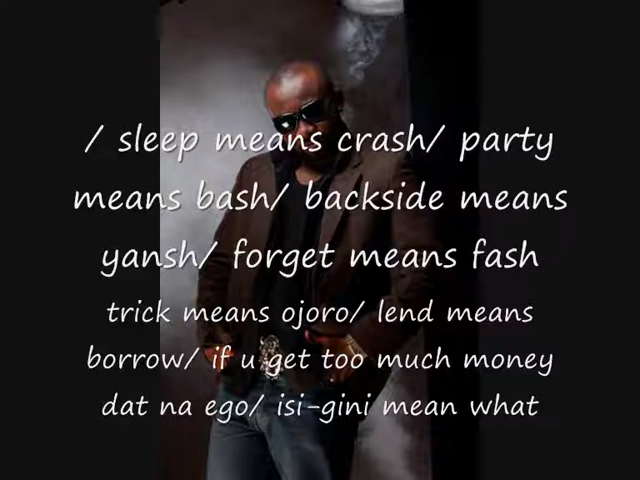 / sleep means crash/ party
means bash/ backside means
yansh/ forget means fash
trick means ojoro/ lend means
borrow/ if u get too much money
dat na ego/ isi-gini mean what